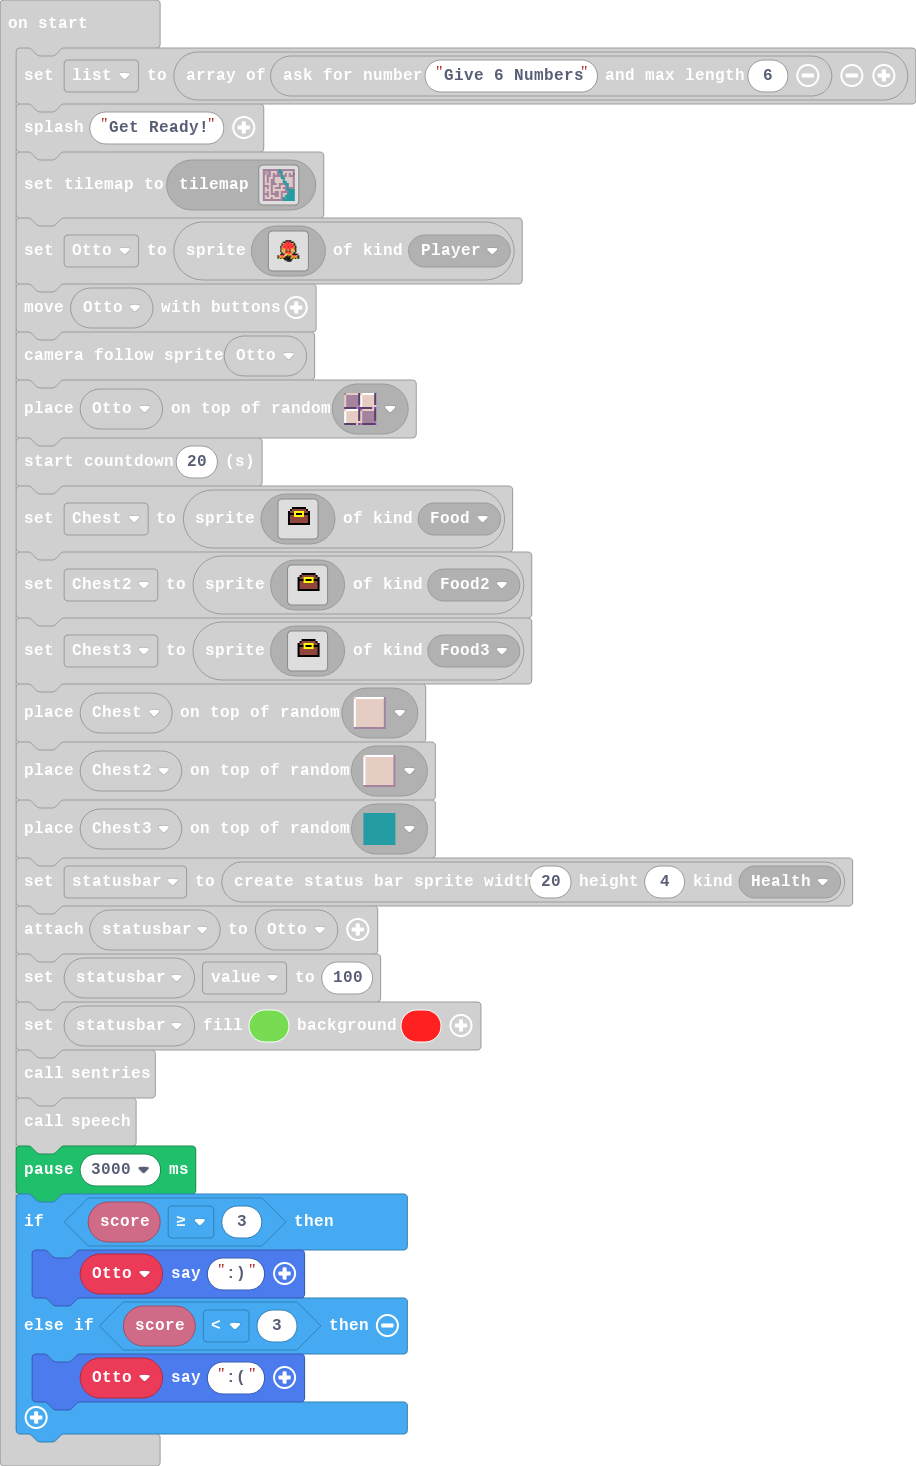 on start
set list to array of ask for number "Give 6 Numbers" and max length 6
splash "Get Ready!"
set tilemap to tilemap
set Otto to sprite of kind Player
move Otto with buttons
camera follow sprite Otto
place Otto on top of random
start countdown 20 (s)
set Chest to sprite of kind Food
set Chest2 to sprite of kind Food2
set Chest3 to sprite of kind Food3
place Chest on top of random
place Chest2 on top of random
place Chest3 on top of random
set statusbar to create status bar sprite width 20 height 4 kind Health
attach statusbar to Otto
set statusbar value to 100
set statusbar fill background
call sentries
call speech
pause 3000 ms
if score ≥ 3 then
Otto say ":)"
else if score < 3 then
Otto say ":("